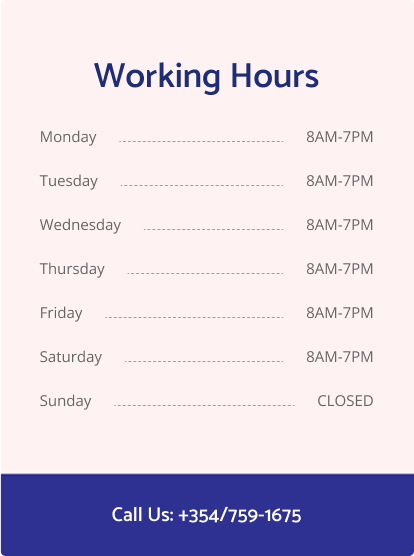 Working Hours
Monday 8AM-7PM
Tuesday 8AM-7PM
Wednesday 8AM-7PM
Thursday 8AM-7PM
Friday 8AM-7PM
Saturday 8AM-7PM
Sunday CLOSED
Call Us: +354/759-1675